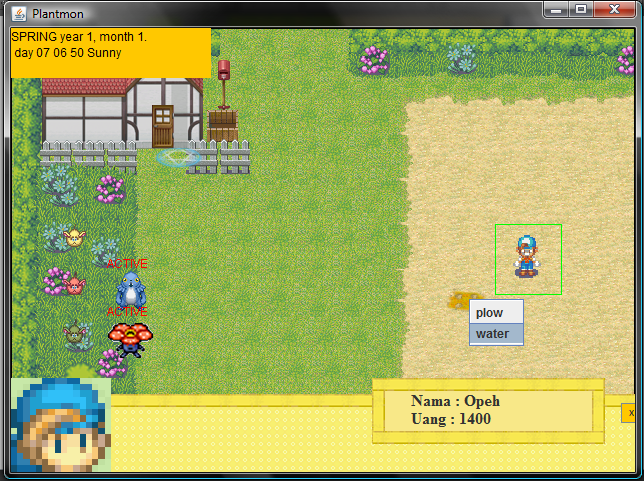 Plantmon
SPRING year 1, month 1.
day 07 06 50 Sunny
ACTIVE
ACTIVE
plow
water
Nama : Opeh
Uang : 1400
x